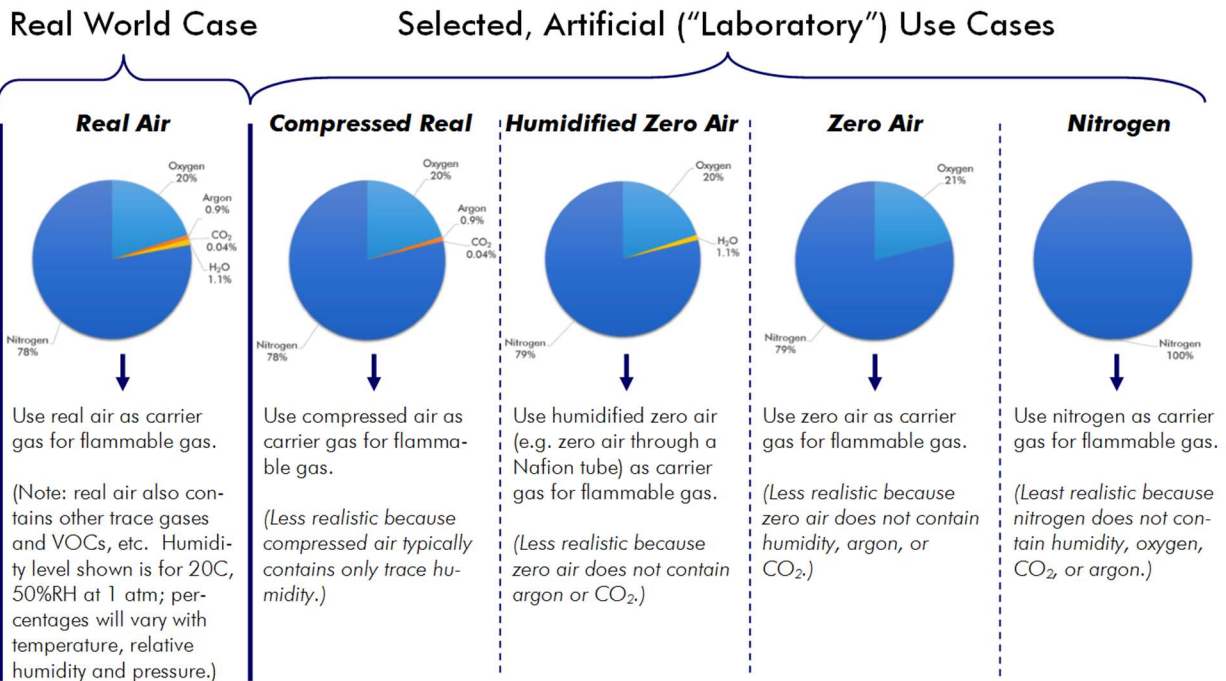 Real World Case
Selected, Artificial (“Laboratory”) Use Cases
Real Air
Oxygen
20%
Argon
0.9%
CO₂
0.04%
H₂O
1.1%
Nitrogen
78%
Use real air as carrier
gas for flammable gas.
(Note: real air also con-
tains other trace gases
and VOCs, etc.  Humidi-
ty level shown is for 20C,
50%RH at 1 atm; per-
centages will vary with
temperature, relative
humidity and pressure.)
Compressed Real
Oxygen
20%
Argon
0.9%
CO₂
0.04%
Nitrogen
78%
Use compressed air as
carrier gas for flamma-
ble gas.
(Less realistic because
compressed air typically
contains only trace hu-
midity.)
Humidified Zero Air
Oxygen
20%
H₂O
1.1%
Nitrogen
79%
Use humidified zero air
(e.g. zero air through a
Nafion tube) as carrier
gas for flammable gas.
(Less realistic because
zero air does not contain
argon or CO₂.)
Zero Air
Oxygen
21%
Nitrogen
79%
Use zero air as carrier
gas for flammable gas.
(Less realistic because
zero air does not contain
humidity, argon, or
CO₂.)
Nitrogen
Nitrogen
100%
Use nitrogen as carrier
gas for flammable gas.
(Least realistic because
nitrogen does not con-
tain humidity, oxygen,
CO₂, or argon.)